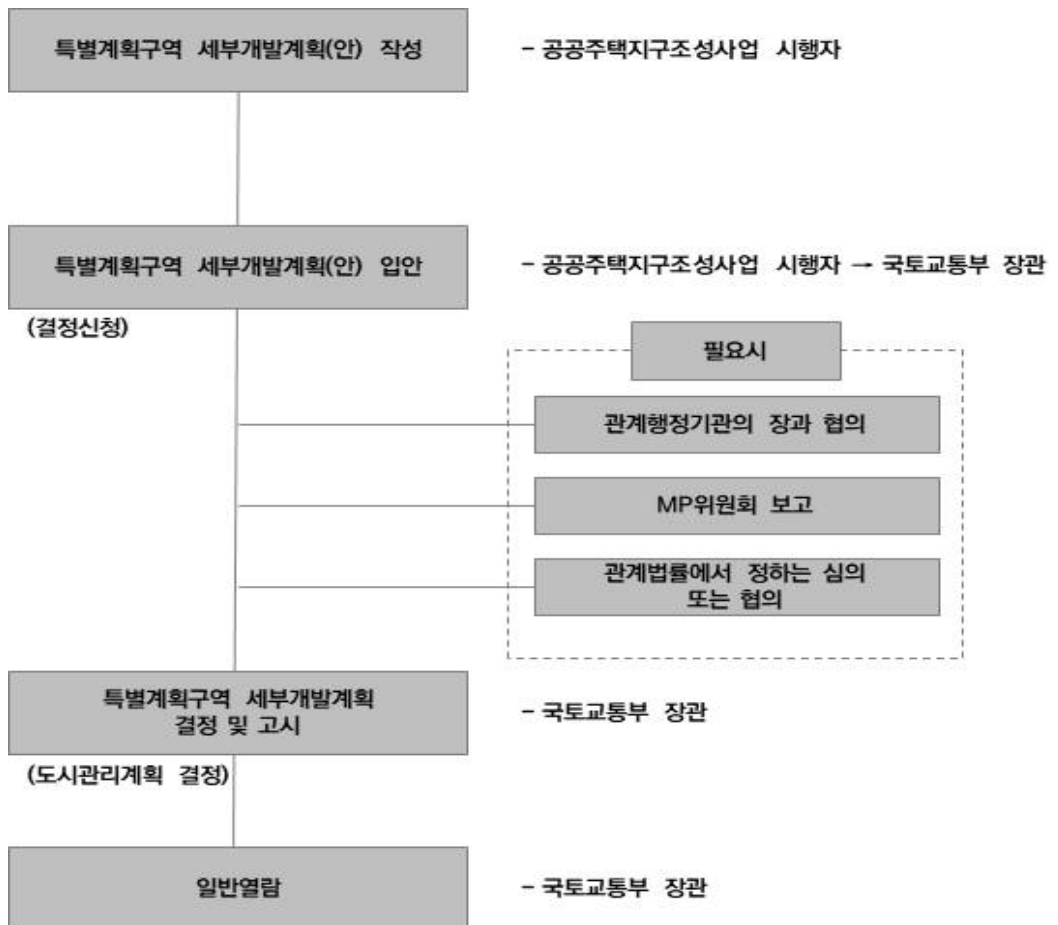 특별계획구역 세부개발계획(안) 작성
- 공공주택지구조성사업 시행자
특별계획구역 세부개발계획(안) 입안
- 공공주택지구조성사업 시행자 → 국토교통부 장관
(결정신청)
필요시
관계행정기관의 장과 협의
MP위원회 보고
관계법률에서 정하는 심의
또는 협의
특별계획구역 세부개발계획
결정 및 고시
- 국토교통부 장관
(도시관리계획 결정)
일반열람
- 국토교통부 장관